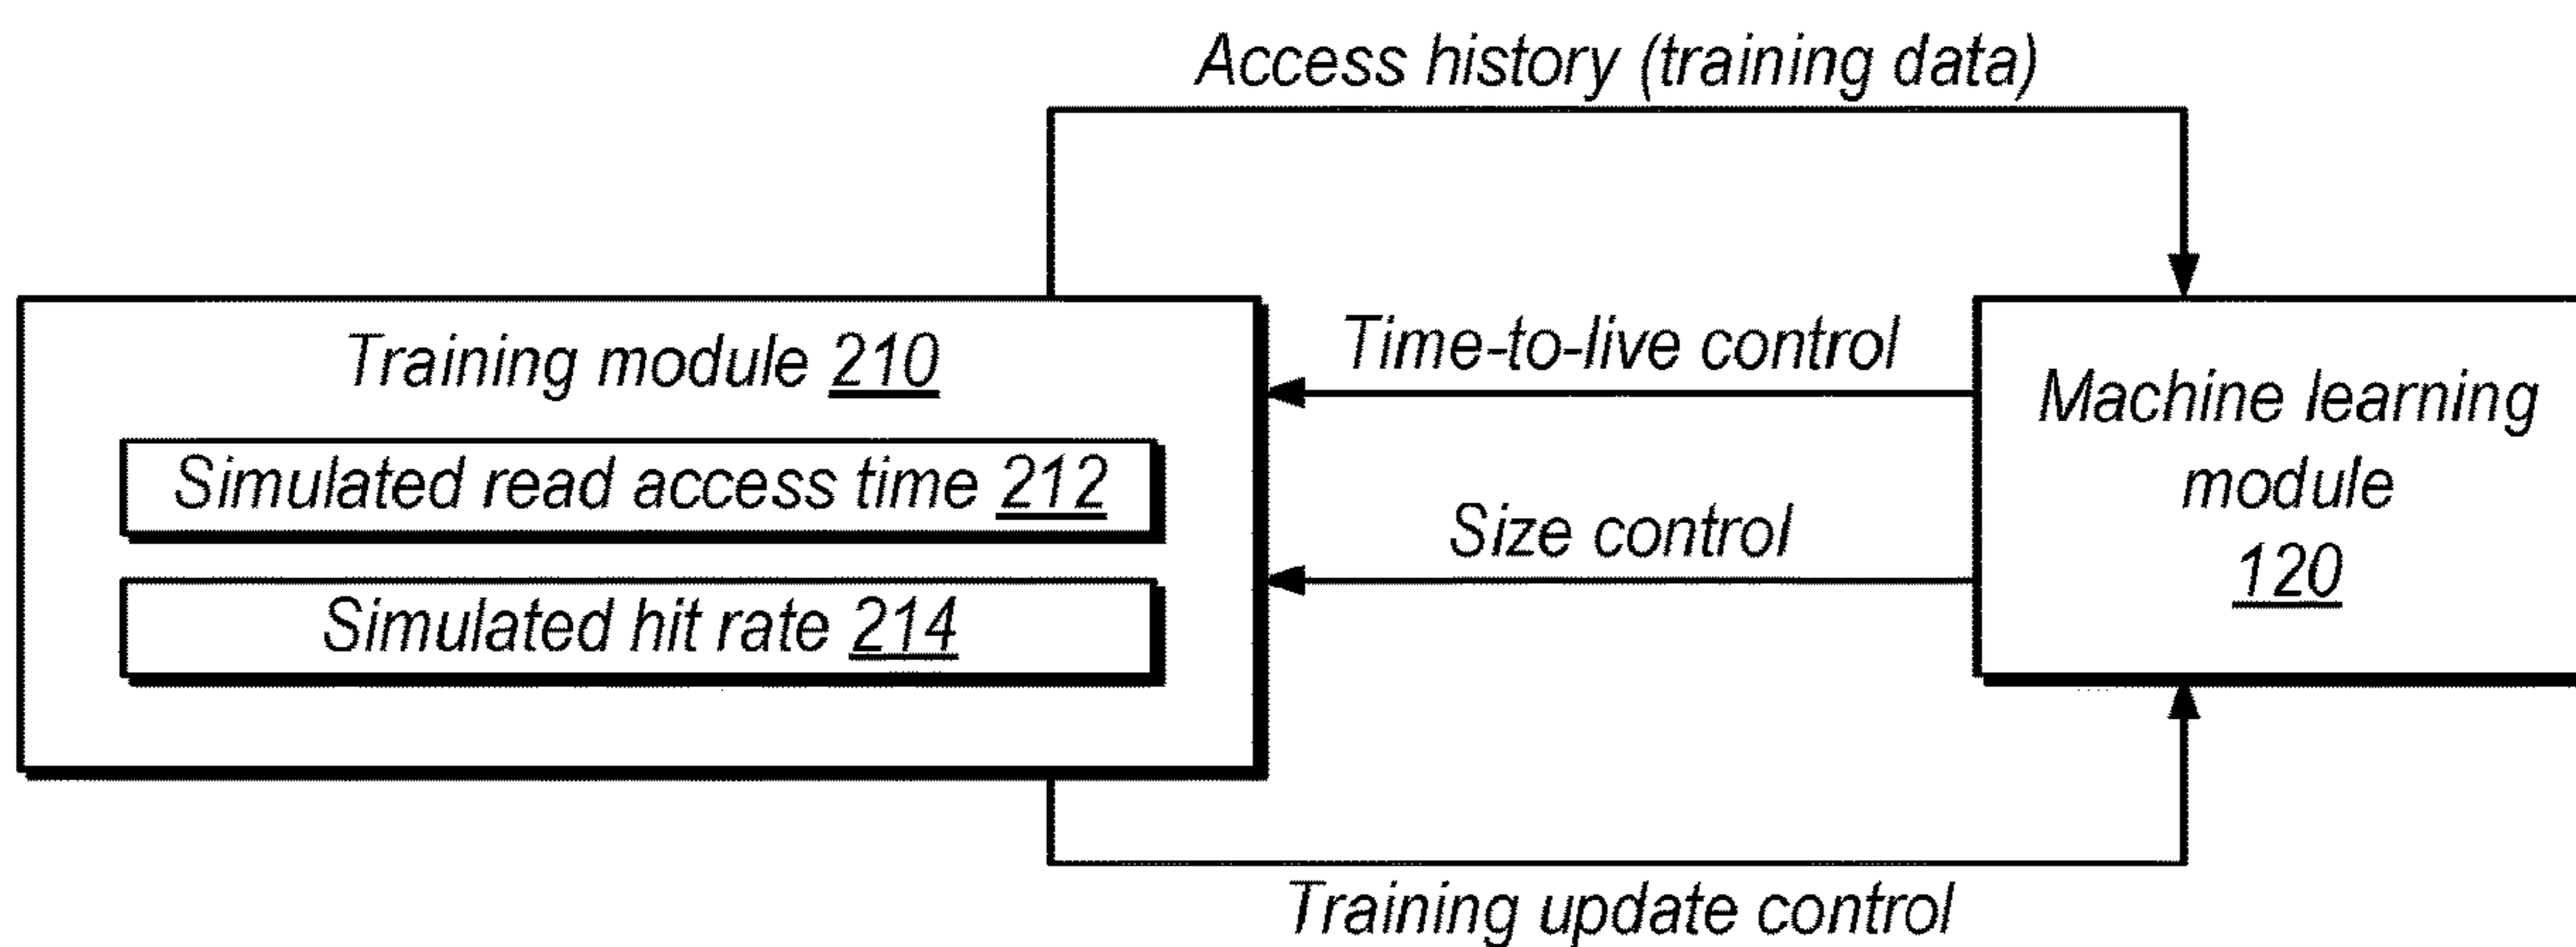 Access history (training data)
Training module 210
Simulated read access time 212
Simulated hit rate 214
Time-to-live control
Size control
Machine learning
module
120
Training update control